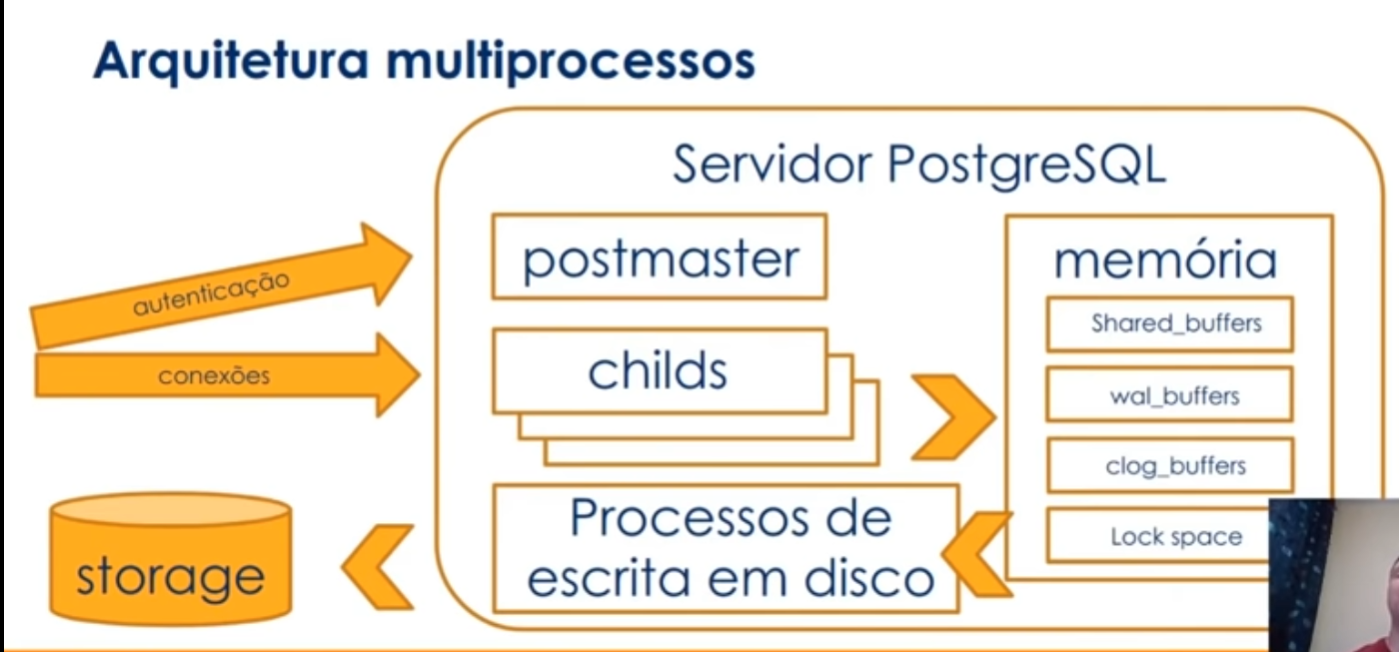 Arquitetura multiprocessos
Servidor PostgreSQL
autenticação
conexões
postmaster
childs
Processos de
escrita em disco
storage
memória
Shared_buffers
wal_buffers
clog_buffers
Lock space